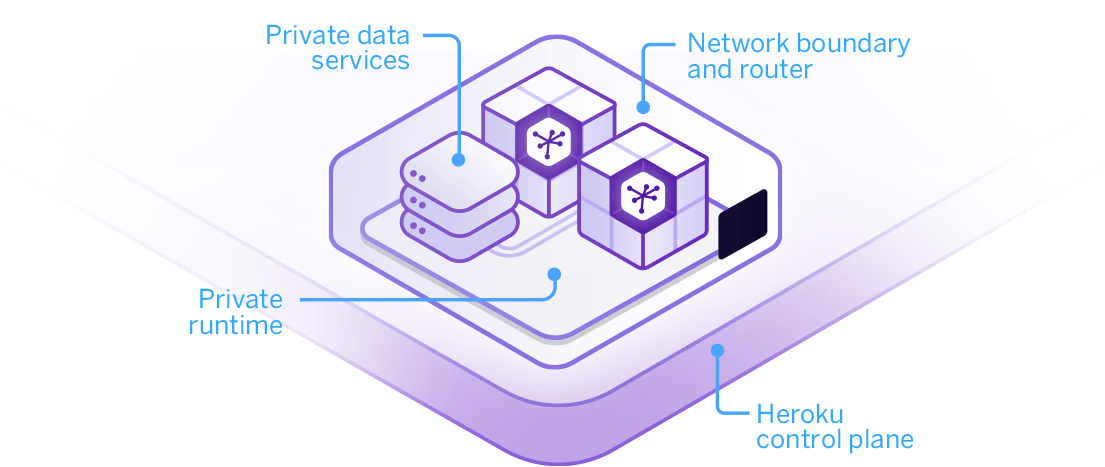 Private data
services
Network boundary
and router
Private
runtime
Heroku
control plane